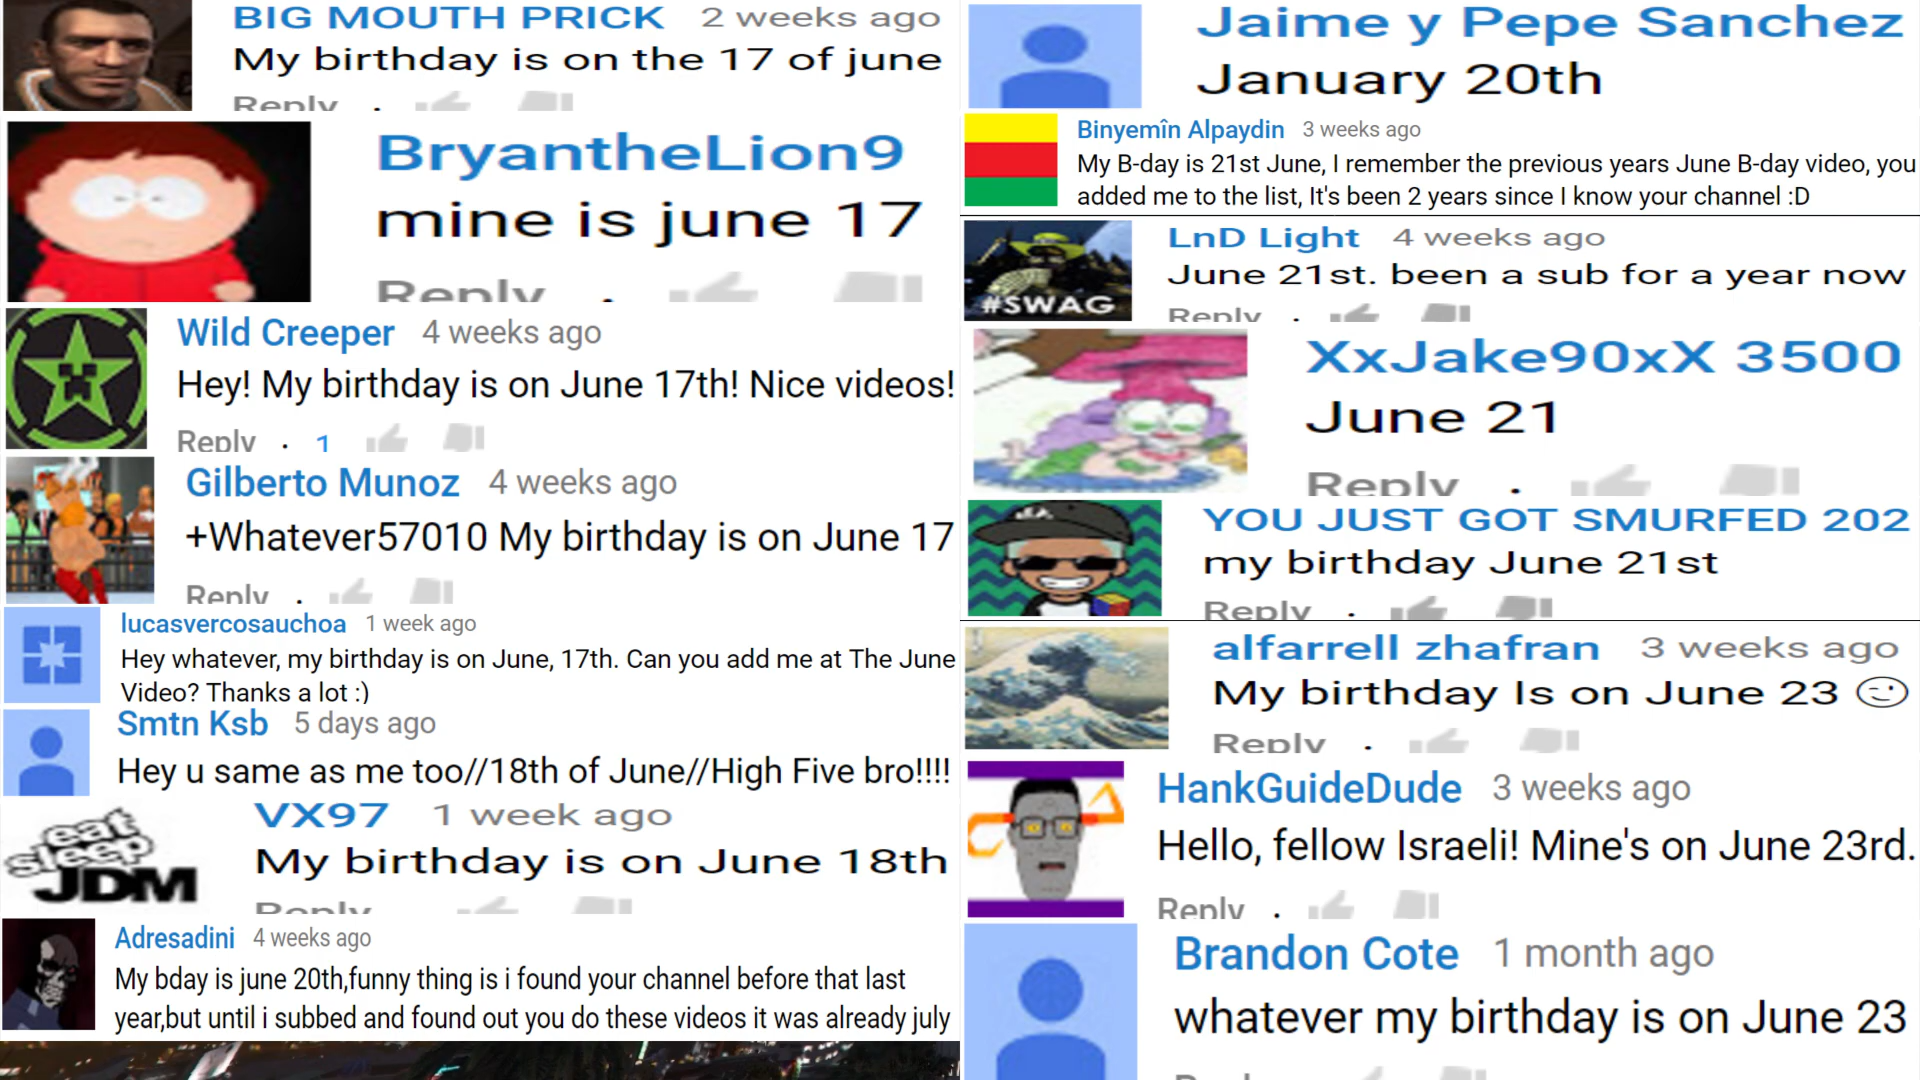 BIG MOUTH PRICK 2 weeks ago
My birthday is on the 17 of june
Reply
BryantheLion9
mine is june 17
Reply
Wild Creeper 4 weeks ago
Hey! My birthday is on June 17th! Nice videos!
Reply · 1
Gilberto Munoz 4 weeks ago
+Whatever57010 My birthday is on June 17
Reply
lucasvercosauchoa 1 week ago
Hey whatever, my birthday is on June, 17th. Can you add me at The June
Video? Thanks a lot :)
Smtn Ksb 5 days ago
Hey u same as me too//18th of June//High Five bro!!!!
eat
sleep
JDM
VX97 1 week ago
My birthday is on June 18th
Reply
Adresadini 4 weeks ago
My bday is june 20th,funny thing is i found your channel before that last
year,but until i subbed and found out you do these videos it was already july
Jaime y Pepe Sanchez
January 20th
Binyemîn Alpaydin 3 weeks ago
My B-day is 21st June, I remember the previous years June B-day video, you
added me to the list, It's been 2 years since I know your channel :D
#SWAG
LnD Light 4 weeks ago
June 21st. been a sub for a year now
Reply
XxJake90xX 3500
June 21
Reply
YOU JUST GOT SMURFED 202
my birthday June 21st
Reply
alfarrell zhafran 3 weeks ago
My birthday Is on June 23 😉
Reply
HankGuideDude 3 weeks ago
Hello, fellow Israeli! Mine's on June 23rd.
Reply
Brandon Cote 1 month ago
whatever my birthday is on June 23